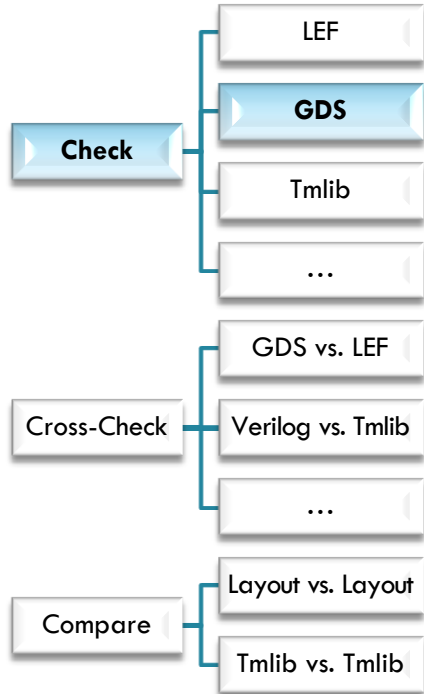 Check
LEF
GDS
Tmlib
...
Cross-Check
GDS vs. LEF
Verilog vs. Tmlib
...
Compare
Layout vs. Layout
Tmlib vs. Tmlib